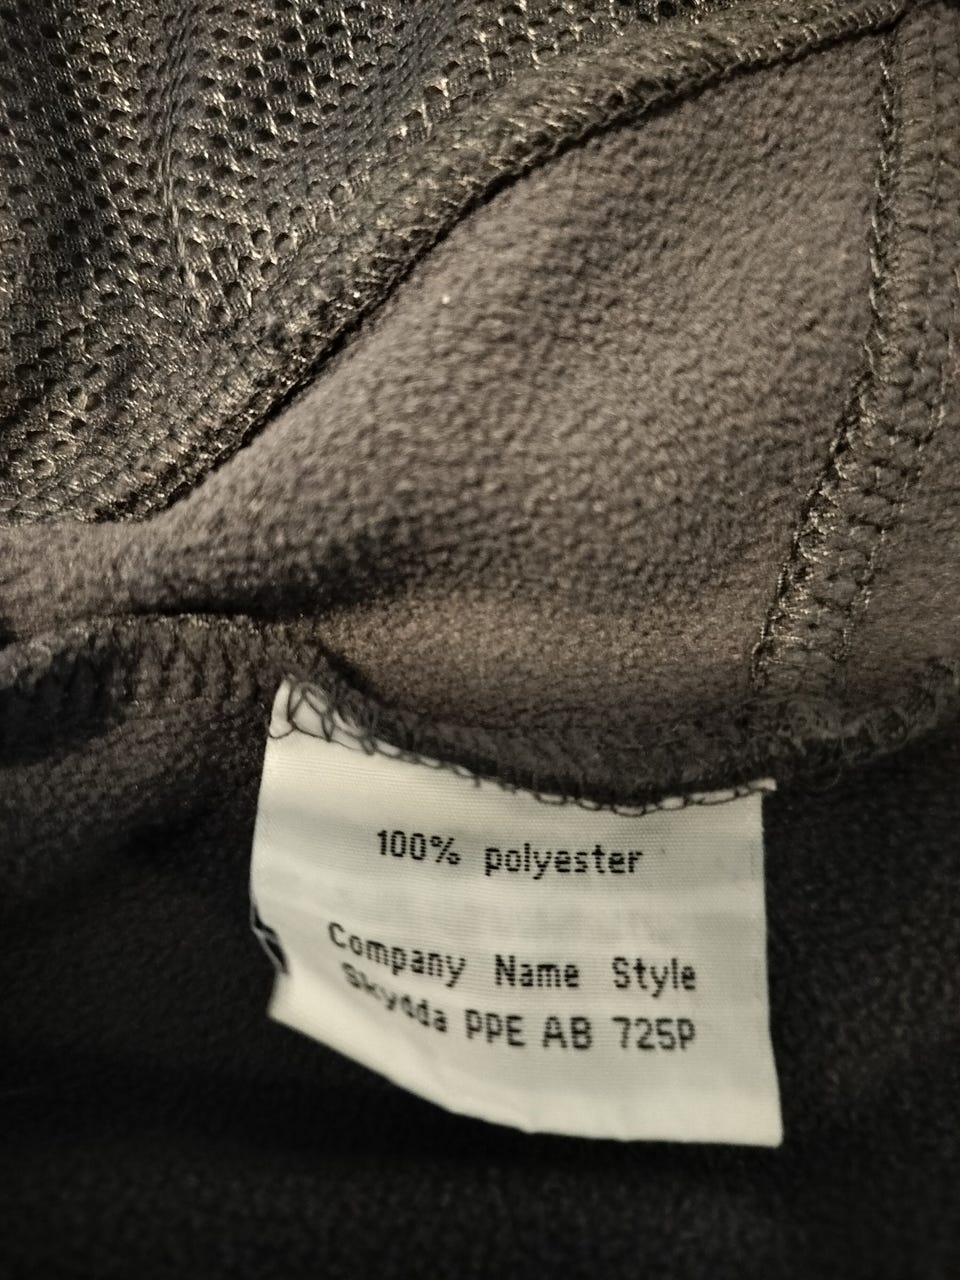 100% polyester
Company Name Style
Skydda PPE AB 725P